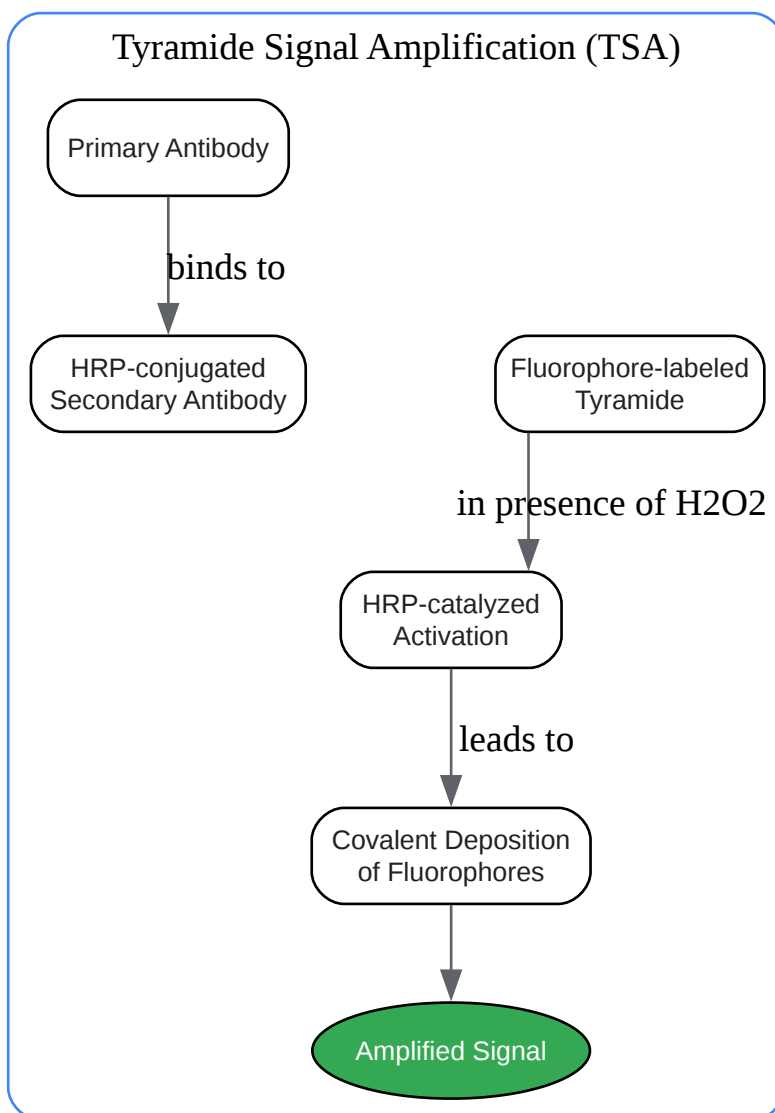 Tyramide Signal Amplification (TSA)
Primary Antibody
binds to
HRP-conjugated
Secondary Antibody
Fluorophore-labeled
Tyramide
in presence of H2O2
HRP-catalyzed
Activation
leads to
Covalent Deposition
of Fluorophores
Amplified Signal